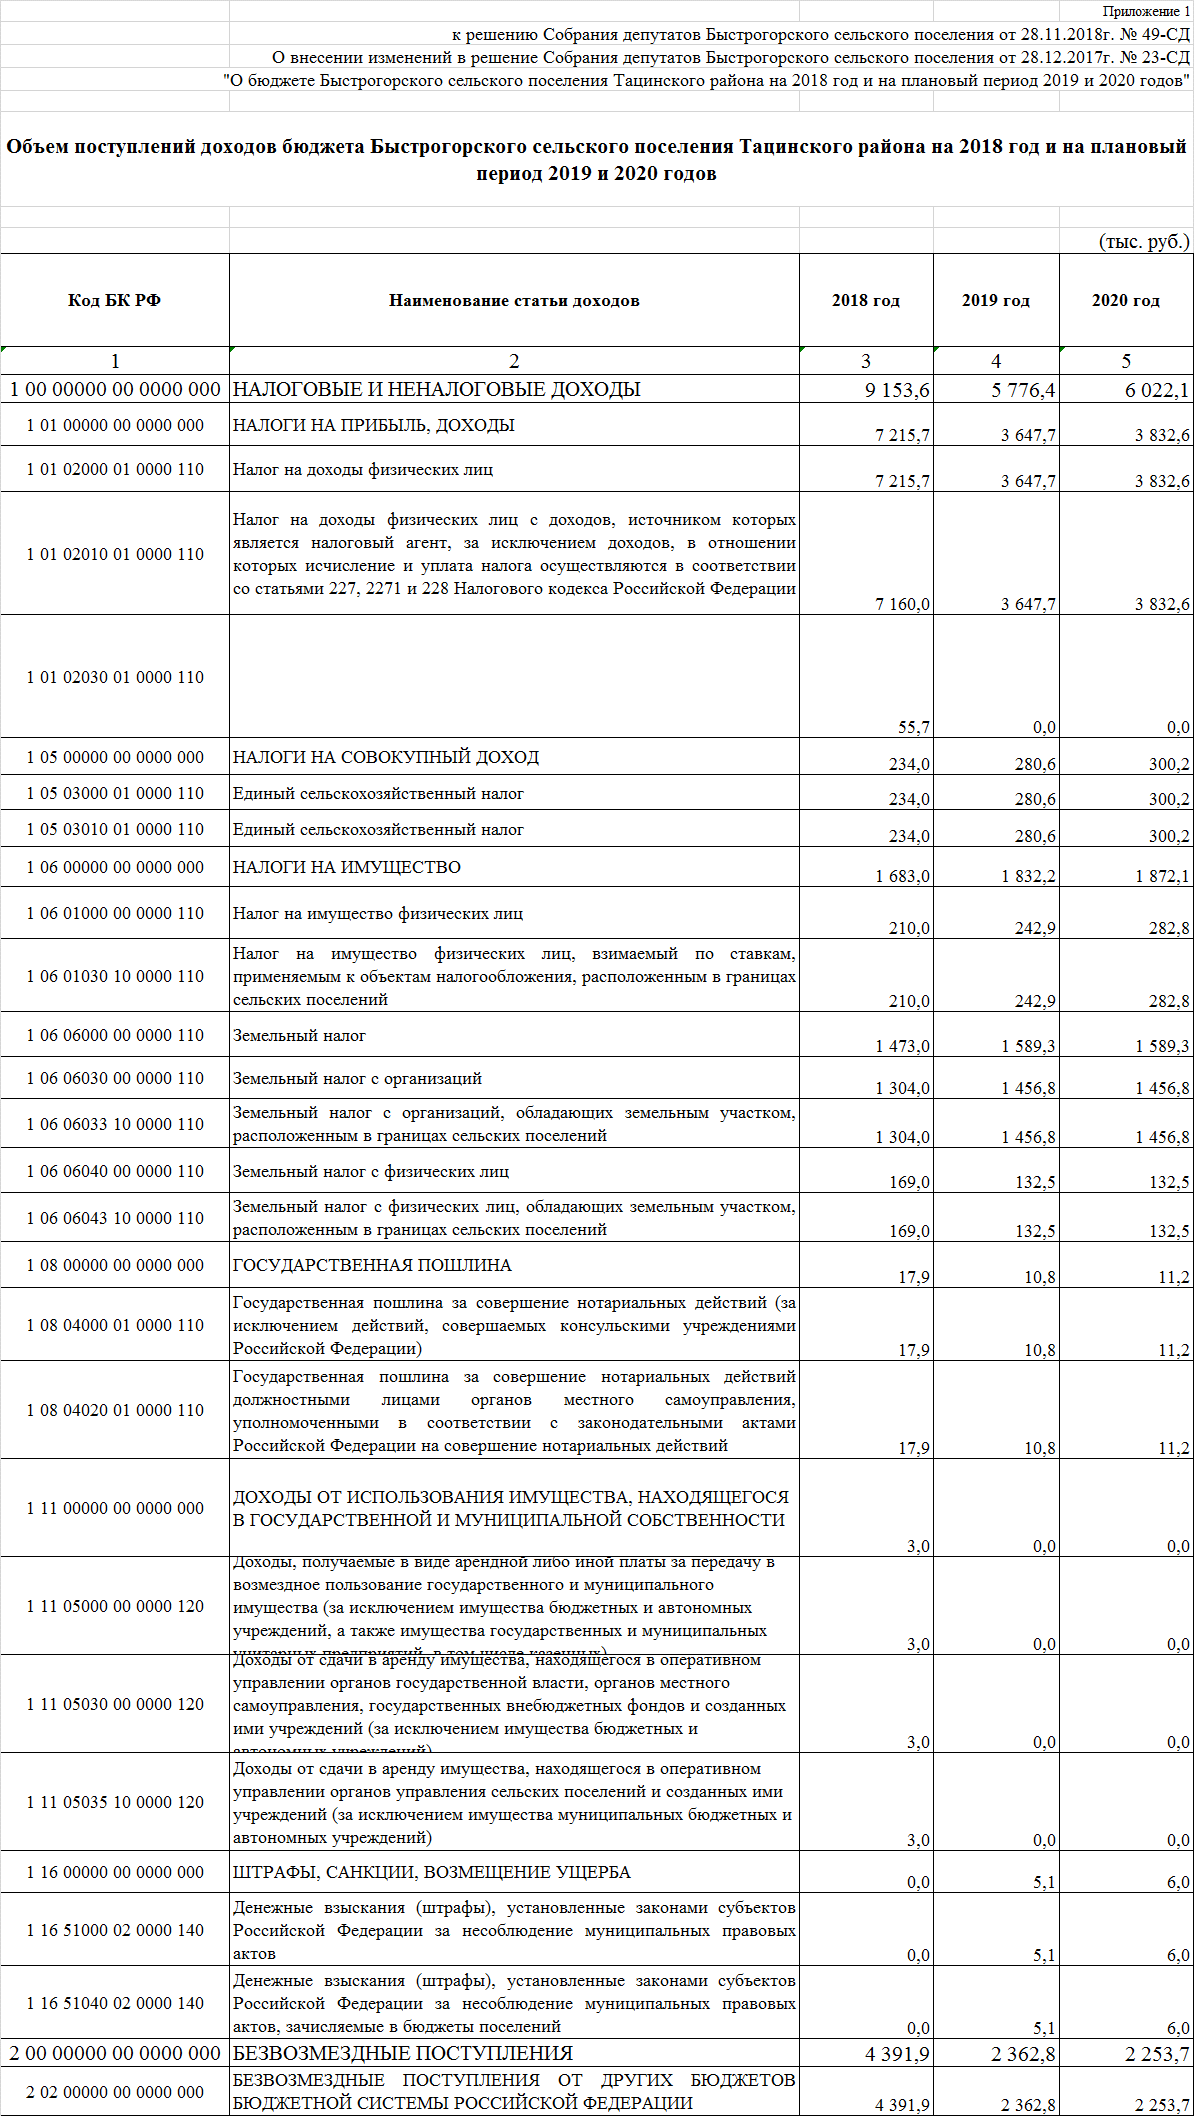 Приложение 1
к решению Собрания депутатов Быстрогорского сельского поселения от 28.11.2018г. № 49-СД
О внесении изменений в решение Собрания депутатов Быстрогорского сельского поселения от 28.12.2017г. № 23-СД
"О бюджете Быстрогорского сельского поселения Тацинского района на 2018 год и на плановый период 2019 и 2020 годов"
Объем поступлений доходов бюджета Быстрогорского сельского поселения Тацинского района на 2018 год и на плановый
период 2019 и 2020 годов
(тыс. руб.)
Код БК РФ Наименование статьи доходов 2018 год 2019 год 2020 год
1 2 3 4 5
1 00 00000 00 0000 000 НАЛОГОВЫЕ И НЕНАЛОГОВЫЕ ДОХОДЫ 9 153,6 5 776,4 6 022,1
1 01 00000 00 0000 000 НАЛОГИ НА ПРИБЫЛЬ, ДОХОДЫ 7 215,7 3 647,7 3 832,6
1 01 02000 01 0000 110 Налог на доходы физических лиц 7 215,7 3 647,7 3 832,6
1 01 02010 01 0000 110 Налог на доходы физических лиц с доходов, источником которых
является налоговый агент, за исключением доходов, в отношении
которых исчисление и уплата налога осуществляются в соответствии
со статьями 227, 2271 и 228 Налогового кодекса Российской Федерации
7 160,0 3 647,7 3 832,6
1 01 02030 01 0000 110 55,7 0,0 0,0
1 05 00000 00 0000 000 НАЛОГИ НА СОВОКУПНЫЙ ДОХОД 234,0 280,6 300,2
1 05 03000 01 0000 110 Единый сельскохозяйственный налог 234,0 280,6 300,2
1 05 03010 01 0000 110 Единый сельскохозяйственный налог 234,0 280,6 300,2
1 06 00000 00 0000 000 НАЛОГИ НА ИМУЩЕСТВО 1 683,0 1 832,2 1 872,1
1 06 01000 00 0000 110 Налог на имущество физических лиц 210,0 242,9 282,8
1 06 01030 10 0000 110 Налог на имущество физических лиц, взимаемый по ставкам,
применяемым к объектам налогообложения, расположенным в границах
сельских поселений 210,0 242,9 282,8
1 06 06000 00 0000 110 Земельный налог 1 473,0 1 589,3 1 589,3
1 06 06030 00 0000 110 Земельный налог с организаций 1 304,0 1 456,8 1 456,8
1 06 06033 10 0000 110 Земельный налог с организаций, обладающих земельным участком,
расположенным в границах сельских поселений 1 304,0 1 456,8 1 456,8
1 06 06040 00 0000 110 Земельный налог с физических лиц 169,0 132,5 132,5
1 06 06043 10 0000 110 Земельный налог с физических лиц, обладающих земельным участком,
расположенным в границах сельских поселений 169,0 132,5 132,5
1 08 00000 00 0000 000 ГОСУДАРСТВЕННАЯ ПОШЛИНА 17,9 10,8 11,2
1 08 04000 01 0000 110 Государственная пошлина за совершение нотариальных действий (за
исключением действий, совершаемых консульскими учреждениями
Российской Федерации) 17,9 10,8 11,2
1 08 04020 01 0000 110 Государственная пошлина за совершение нотариальных действий
должностными лицами органов местного самоуправления,
уполномоченными в соответствии с законодательными актами
Российской Федерации на совершение нотариальных действий 17,9 10,8 11,2
1 11 00000 00 0000 000 ДОХОДЫ ОТ ИСПОЛЬЗОВАНИЯ ИМУЩЕСТВА, НАХОДЯЩЕГОСЯ
В ГОСУДАРСТВЕННОЙ И МУНИЦИПАЛЬНОЙ СОБСТВЕННОСТИ
3,0 0,0 0,0
1 11 05000 00 0000 120 Доходы, получаемые в виде арендной либо иной платы за передачу в
возмездное пользование государственного и муниципального
имущества (за исключением имущества бюджетных и автономных
учреждений, а также имущества государственных и муниципальных
унитарных предприятий, в том числе казенных) 3,0 0,0 0,0
1 11 05030 00 0000 120 Доходы от сдачи в аренду имущества, находящегося в оперативном
управлении органов государственной власти, органов местного
самоуправления, государственных внебюджетных фондов и созданных
ими учреждений (за исключением имущества бюджетных и
автономных учреждений) 3,0 0,0 0,0
1 11 05035 10 0000 120 Доходы от сдачи в аренду имущества, находящегося в оперативном
управлении органов управления сельских поселений и созданных ими
учреждений (за исключением имущества муниципальных бюджетных и
автономных учреждений) 3,0 0,0 0,0
1 16 00000 00 0000 000 ШТРАФЫ, САНКЦИИ, ВОЗМЕЩЕНИЕ УЩЕРБА 0,0 5,1 6,0
1 16 51000 02 0000 140 Денежные взыскания (штрафы), установленные законами субъектов
Российской Федерации за несоблюдение муниципальных правовых
актов 0,0 5,1 6,0
1 16 51040 02 0000 140 Денежные взыскания (штрафы), установленные законами субъектов
Российской Федерации за несоблюдение муниципальных правовых
актов, зачисляемые в бюджеты поселений 0,0 5,1 6,0
2 00 00000 00 0000 000 БЕЗВОЗМЕЗДНЫЕ ПОСТУПЛЕНИЯ 4 391,9 2 362,8 2 253,7
2 02 00000 00 0000 000 БЕЗВОЗМЕЗДНЫЕ ПОСТУПЛЕНИЯ ОТ ДРУГИХ БЮДЖЕТОВ
БЮДЖЕТНОЙ СИСТЕМЫ РОССИЙСКОЙ ФЕДЕРАЦИИ 4 391,9 2 362,8 2 253,7